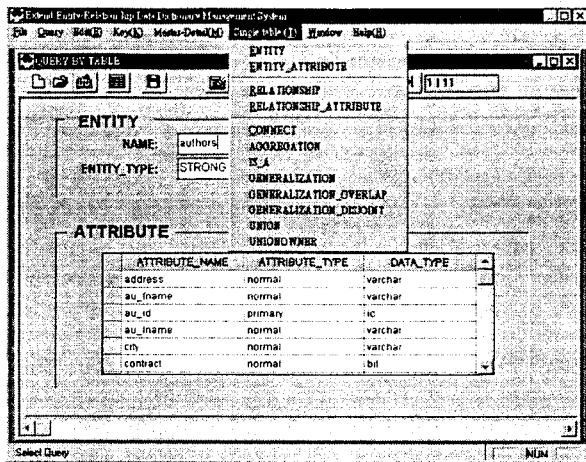 Extend Entity-Relation Data Dictionary Management System
File Query Edit(E) Key(K) Master-Detail(M) Single table(T) Window Help(H)
ENTITY
ENTITY_ATTRIBUTE
RELATIONSHIP
RELATIONSHIP_ATTRIBUTE
CONNECT
AGGREGATION
IS_A
GENERALIZATION
GENERALIZATION_OVERLAP
GENERALIZATION_DISJOINT
UNION
UNIONOWNER
QUERY BY TABLE
ENTITY
NAME: authors
ENTITY_TYPE: STRONG
ATTRIBUTE
ATTRIBUTE_NAME ATTRIBUTE_TYPE DATA_TYPE
address normal varchar
au_fname normal varchar
au_id primary
au_lname normal varchar
city normal varchar
contract normal bit
Select Query NUM